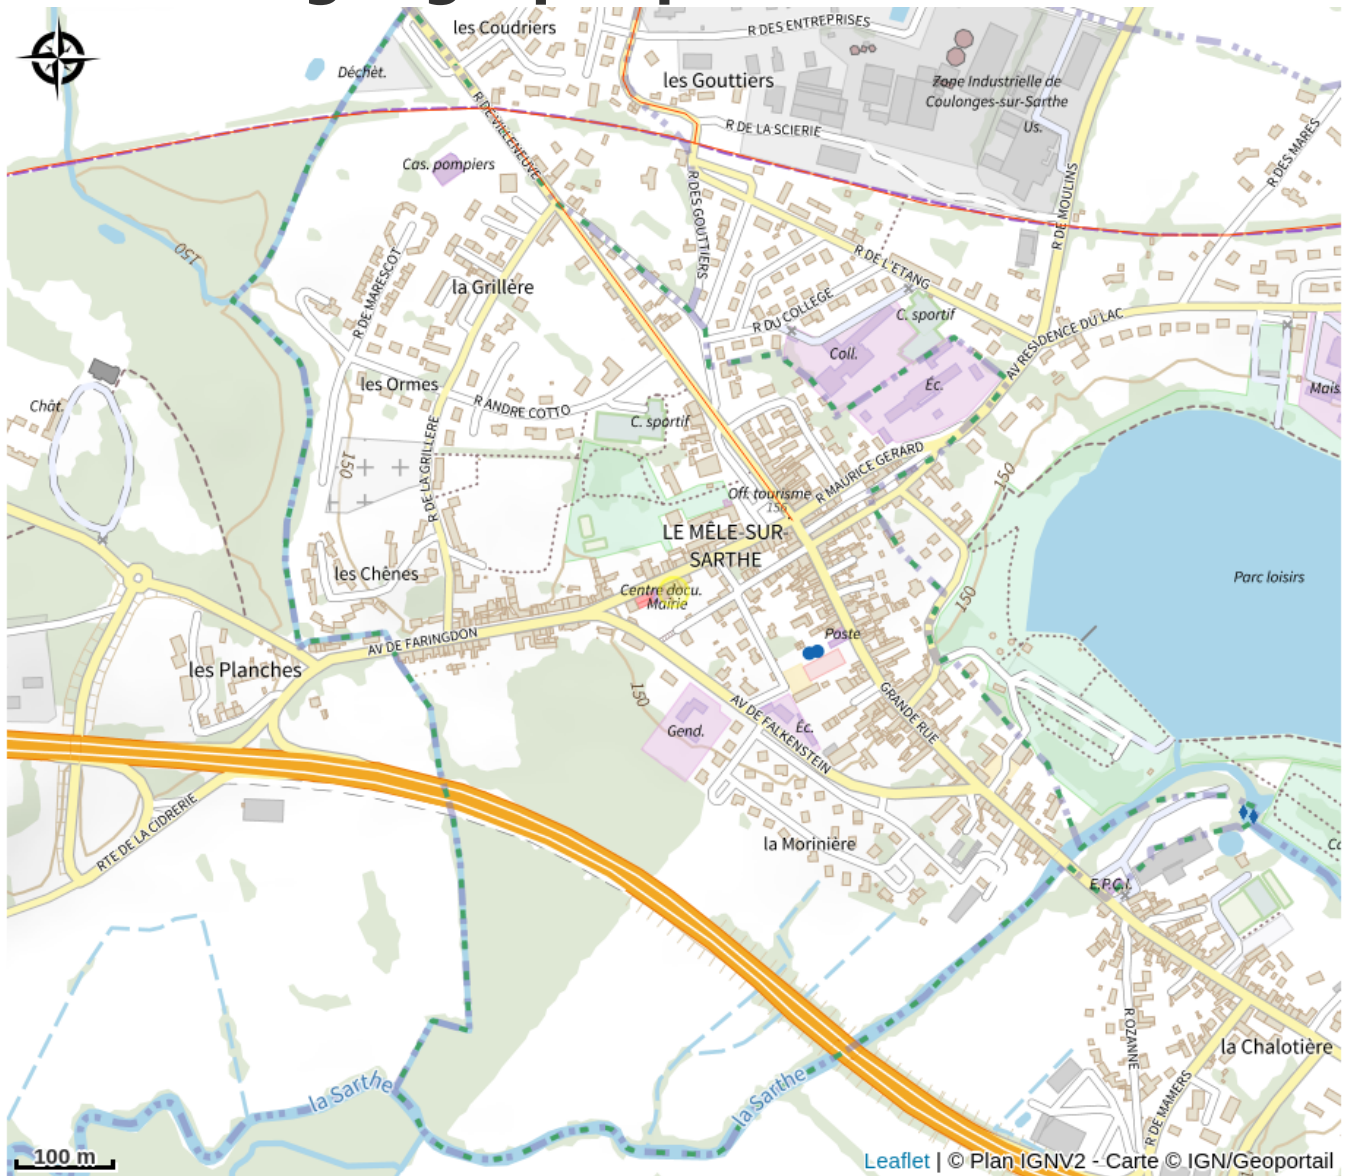 les Coudriers
R DES ENTREPRISES
Déchèt.
les Gouttiers
Zone Industrielle de
Coulonges-sur-Sarthe
Us.
R DE VILLENEUVE
R DE LA SCIERIE
R DES MARES
Cas. pompiers
R DES GOUTTIERS
R DE MOULINS
150
R DE MARESCOT
la Grillère
R DE L'ETANG
R DU COLLEGE
C. sportif
AV RESIDENCE DU LAC
Coll.
Éc.
les Ormes
Mais
Chât.
R ANDRE COTTO
C. sportif
R DE LA GRILLERE
150
R MAURICE GERARD
150
Off. tourisme
156
LE MÊLE-SUR-
SARTHE
les Chênes
Parc loisirs
Centre docu.
Mairie
150
AV DE FARINGDON
Poste
les Planches
150
GRANDE RUE
AV DE FALKENSTEIN
Gend.
Éc.
RTE DE LA CIDRERIE
la Morinière
E.P.C.I.
R OZANNE
la Chalotière
la Sarthe
la Sarthe
R DE MAMERS
100 m
Leaflet | © Plan IGNV2 - Carte © IGN/Geoportail